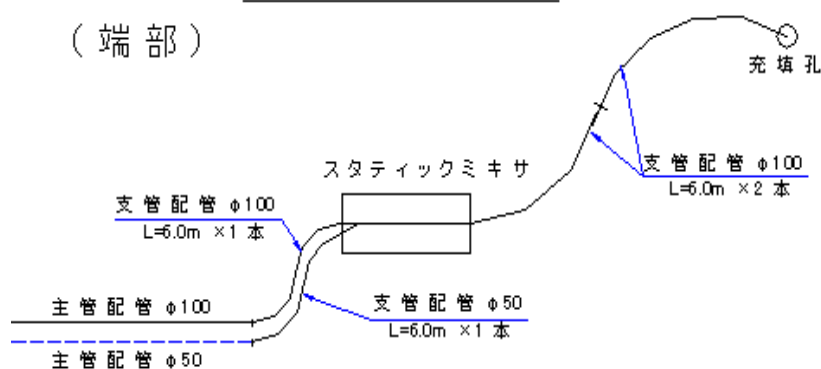 (端部)
充填孔
スタティックミキサ
支管配管 φ100
L=6.0m ×2 本
支管配管 φ100
L=6.0m ×1 本
主管配管 φ100
支管配管 φ50
L=6.0m ×1 本
主管配管 φ50